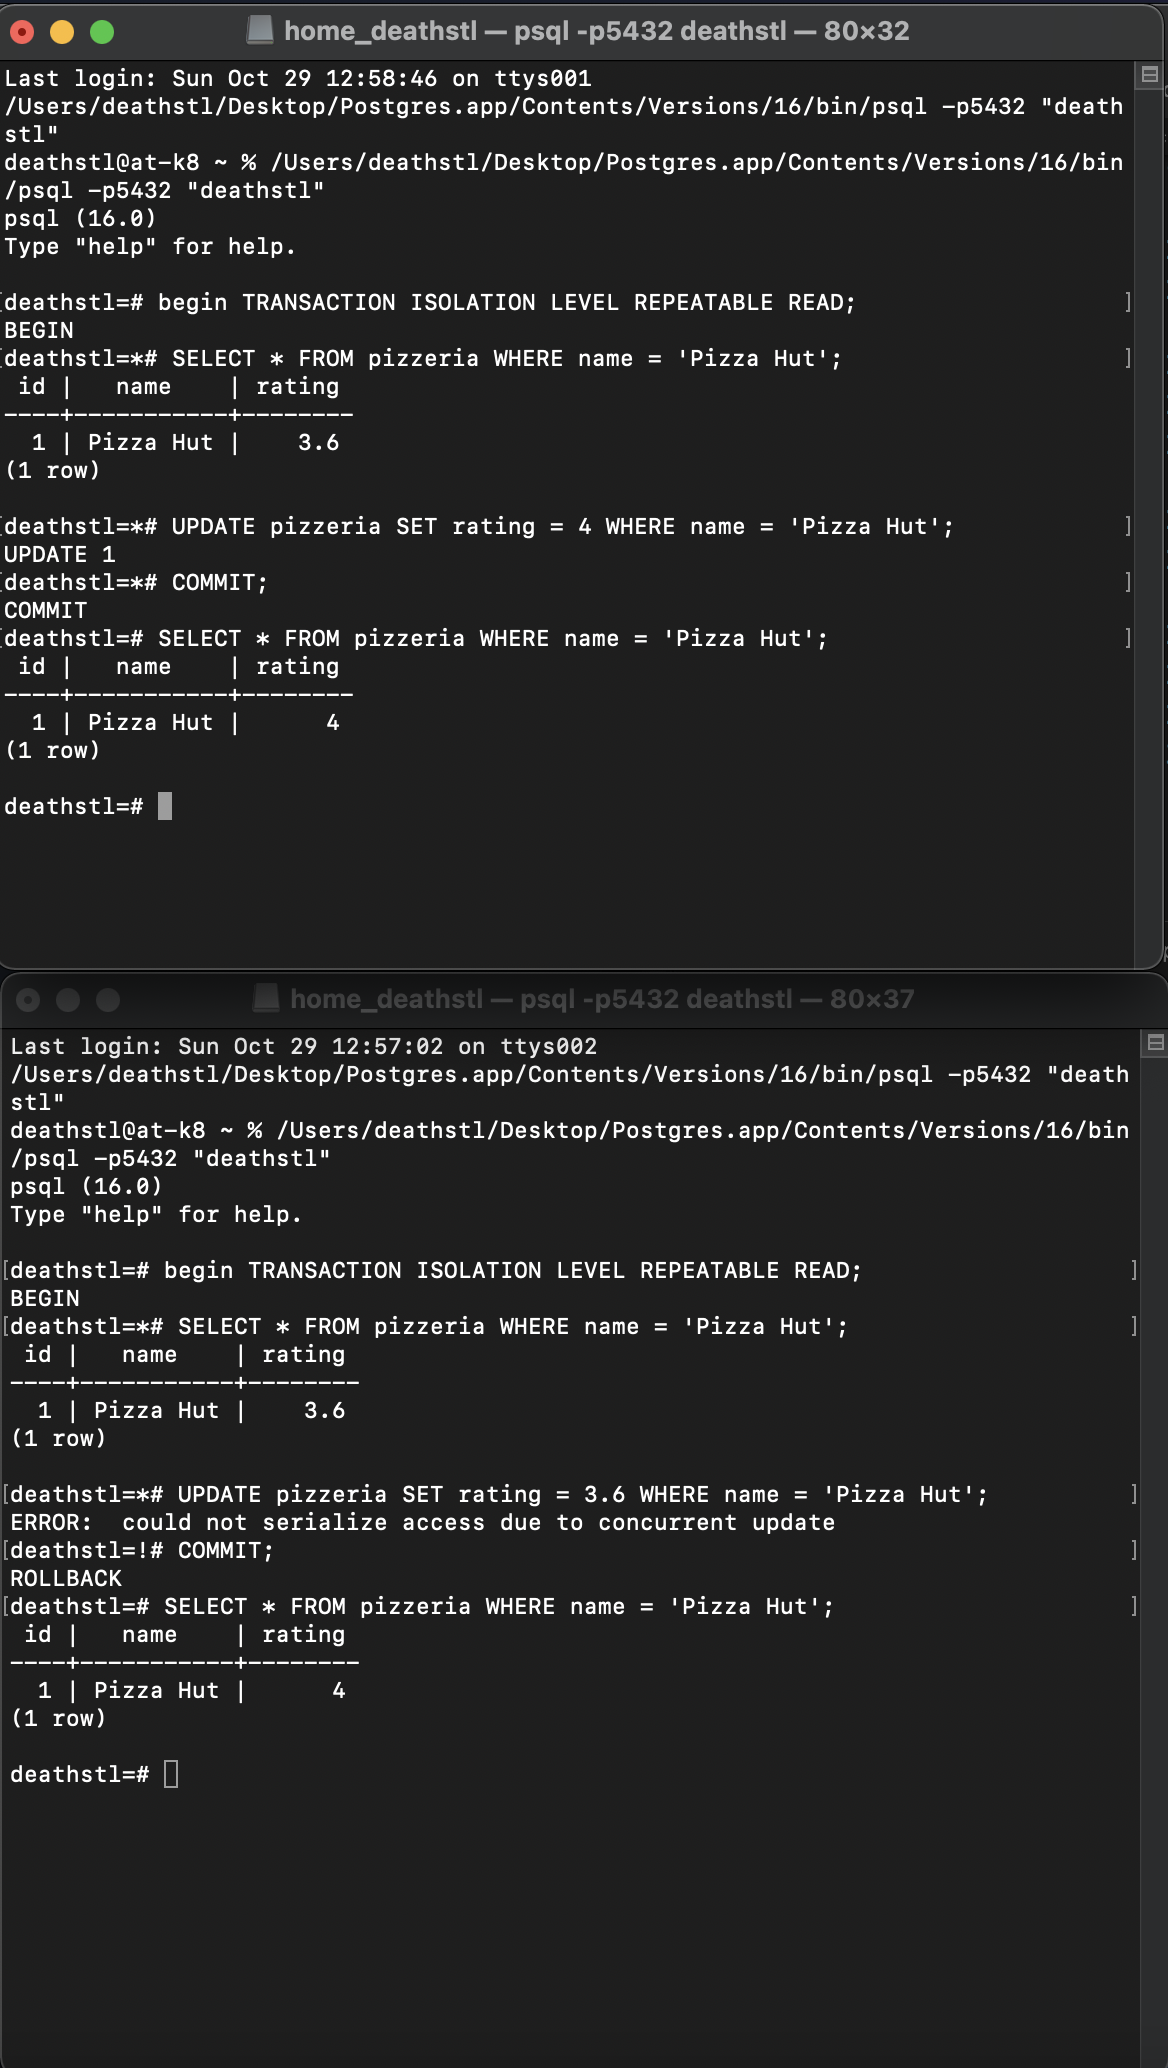 home_deathstl — psql -p5432 deathstl — 80×32
Last login: Sun Oct 29 12:58:46 on ttys001
/Users/deathstl/Desktop/Postgres.app/Contents/Versions/16/bin/psql -p5432 "death
stl"
deathstl@at-k8 ~ % /Users/deathstl/Desktop/Postgres.app/Contents/Versions/16/bin
/psql -p5432 "deathstl"
psql (16.0)
Type "help" for help.

[deathstl=# begin TRANSACTION ISOLATION LEVEL REPEATABLE READ; ]
BEGIN
[deathstl=*# SELECT * FROM pizzeria WHERE name = 'Pizza Hut'; ]
 id |   name    | rating
----+-----------+--------
  1 | Pizza Hut |    3.6
(1 row)

[deathstl=*# UPDATE pizzeria SET rating = 4 WHERE name = 'Pizza Hut'; ]
UPDATE 1
[deathstl=*# COMMIT; ]
COMMIT
[deathstl=# SELECT * FROM pizzeria WHERE name = 'Pizza Hut'; ]
 id |   name    | rating
----+-----------+--------
  1 | Pizza Hut |      4
(1 row)

deathstl=#
home_deathstl — psql -p5432 deathstl — 80×37
Last login: Sun Oct 29 12:57:02 on ttys002
/Users/deathstl/Desktop/Postgres.app/Contents/Versions/16/bin/psql -p5432 "death
stl"
deathstl@at-k8 ~ % /Users/deathstl/Desktop/Postgres.app/Contents/Versions/16/bin
/psql -p5432 "deathstl"
psql (16.0)
Type "help" for help.

[deathstl=# begin TRANSACTION ISOLATION LEVEL REPEATABLE READ; ]
BEGIN
[deathstl=*# SELECT * FROM pizzeria WHERE name = 'Pizza Hut'; ]
 id |   name    | rating
----+-----------+--------
  1 | Pizza Hut |    3.6
(1 row)

[deathstl=*# UPDATE pizzeria SET rating = 3.6 WHERE name = 'Pizza Hut'; ]
ERROR:  could not serialize access due to concurrent update
[deathstl=!# COMMIT; ]
ROLLBACK
[deathstl=# SELECT * FROM pizzeria WHERE name = 'Pizza Hut'; ]
 id |   name    | rating
----+-----------+--------
  1 | Pizza Hut |      4
(1 row)

deathstl=#